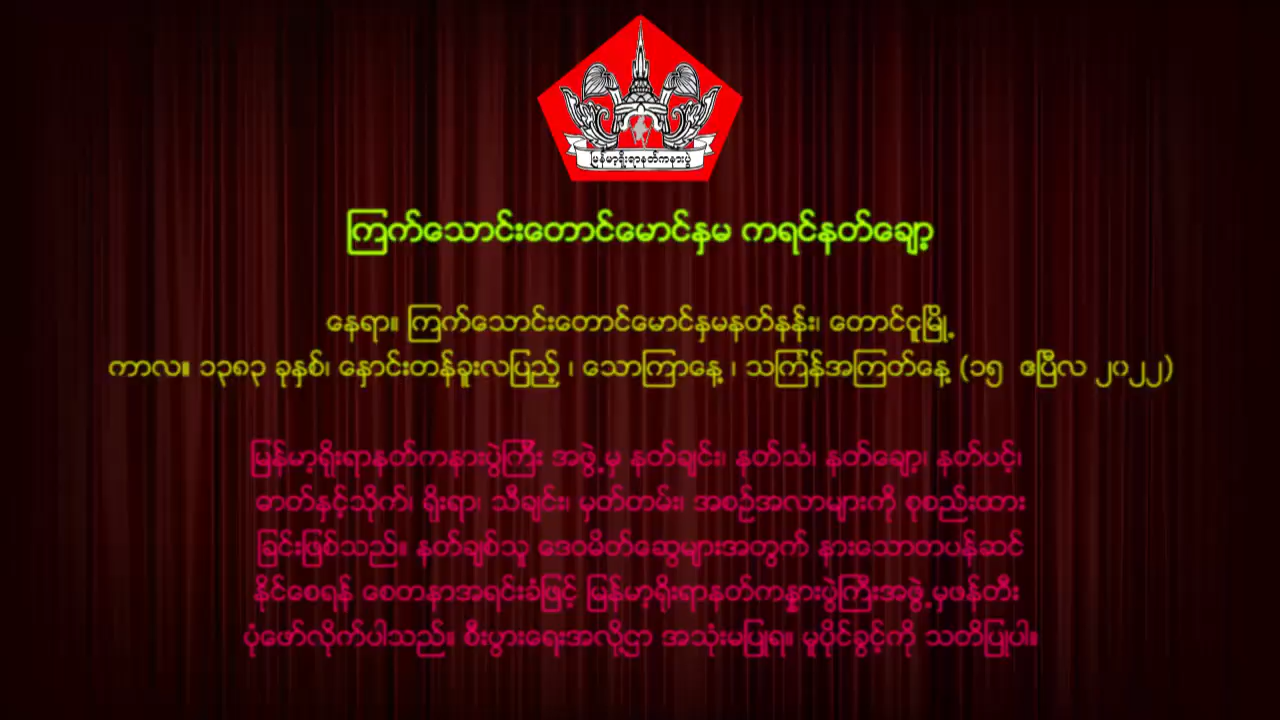 မြန်မာ့ရိုးရာနတ်ကနားပွဲ
ကြက်သောင်းတောင်မောင်နှမ ကရင်နတ်ချော့
နေရာ။ ကြက်သောင်းတောင်မောင်နှမနတ်နန်း၊ တောင်ငူမြို့
ကာလ။ ၁၃၈၃ ခုနှစ်၊ နှောင်းတန်ခူးလပြည့် ၊ သောကြာနေ့ ၊ သင်္ကြန်အကြတ်နေ့ (၁၅ ဧပြီလ ၂၀၂၂)
မြန်မာ့ရိုးရာနတ်ကနားပွဲကြီး အဖွဲ့မှ နတ်ချင်း၊ နတ်သံ၊ နတ်ချော့၊ နတ်ပင့်၊
ဓာတ်နှင့်သိုက်၊ ရိုးရာ၊ သီချင်း၊ မှတ်တမ်း၊ အစဉ်အလာများကို စုစည်းထား
ခြင်းဖြစ်သည်။ နတ်ချစ်သူ ဒေဝမိတ်ဆွေများအတွက် နားသောတပန်ဆင်
နိုင်စေရန် စေတနာအရင်းခံဖြင့် မြန်မာ့ရိုးရာနတ်ကန္နားပွဲကြီးအဖွဲ့မှဖန်တီး
ပုံဖော်လိုက်ပါသည်။ စီးပွားရေးအလို့ဌာ အသုံးမပြုရ။ မူပိုင်ခွင့်ကို သတိပြုပါ။